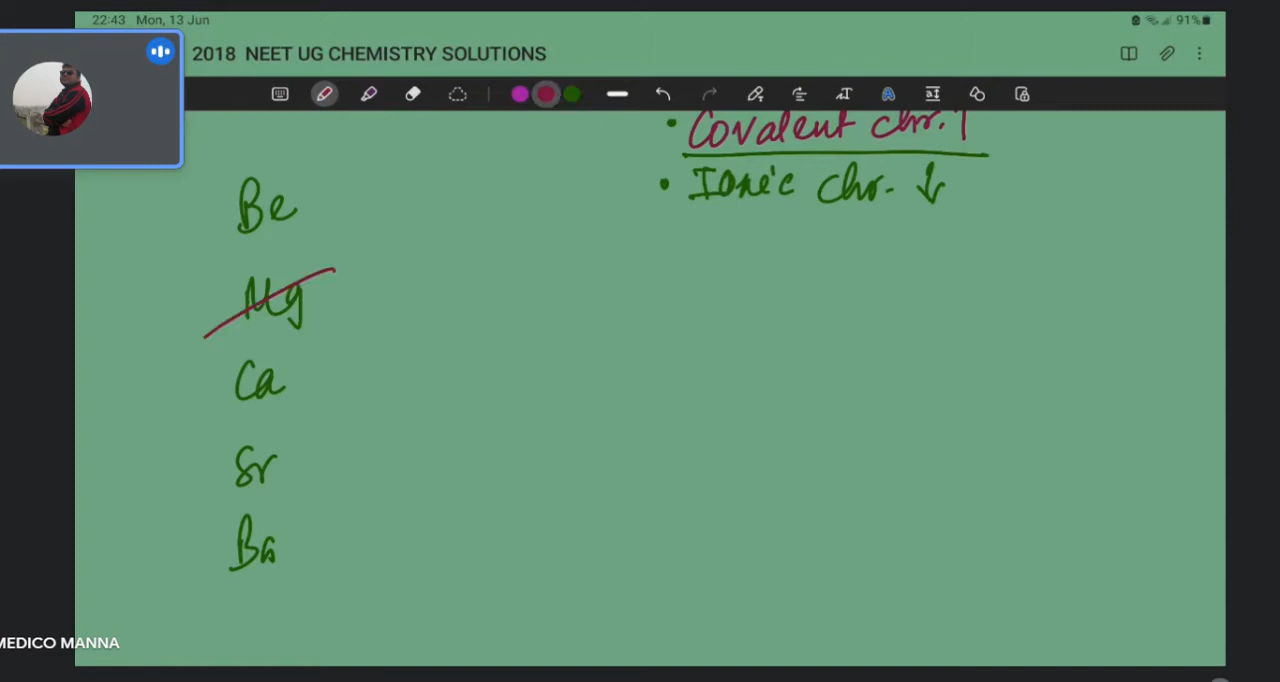 22:43 Mon, 13 Jun
91%
2018 NEET UG CHEMISTRY SOLUTIONS
• Covalent chr. ↑
• Ionic chr. ↓
Be
Mg
Ca
Sr
Ba
MEDICO MANNA